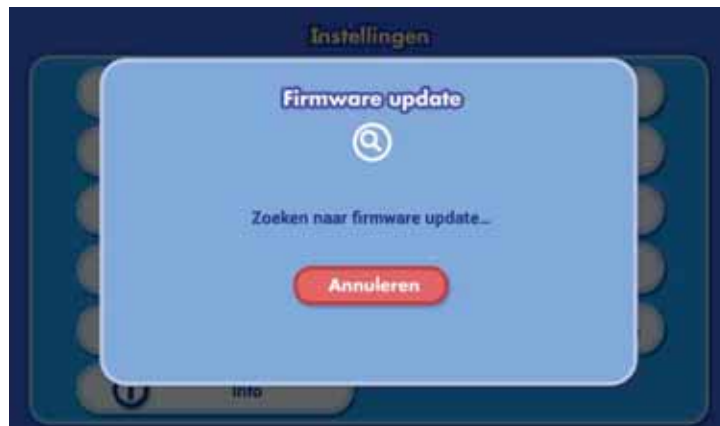 Instellingen
Firmware update
Zoeken naar firmware update...
Annuleren
Info